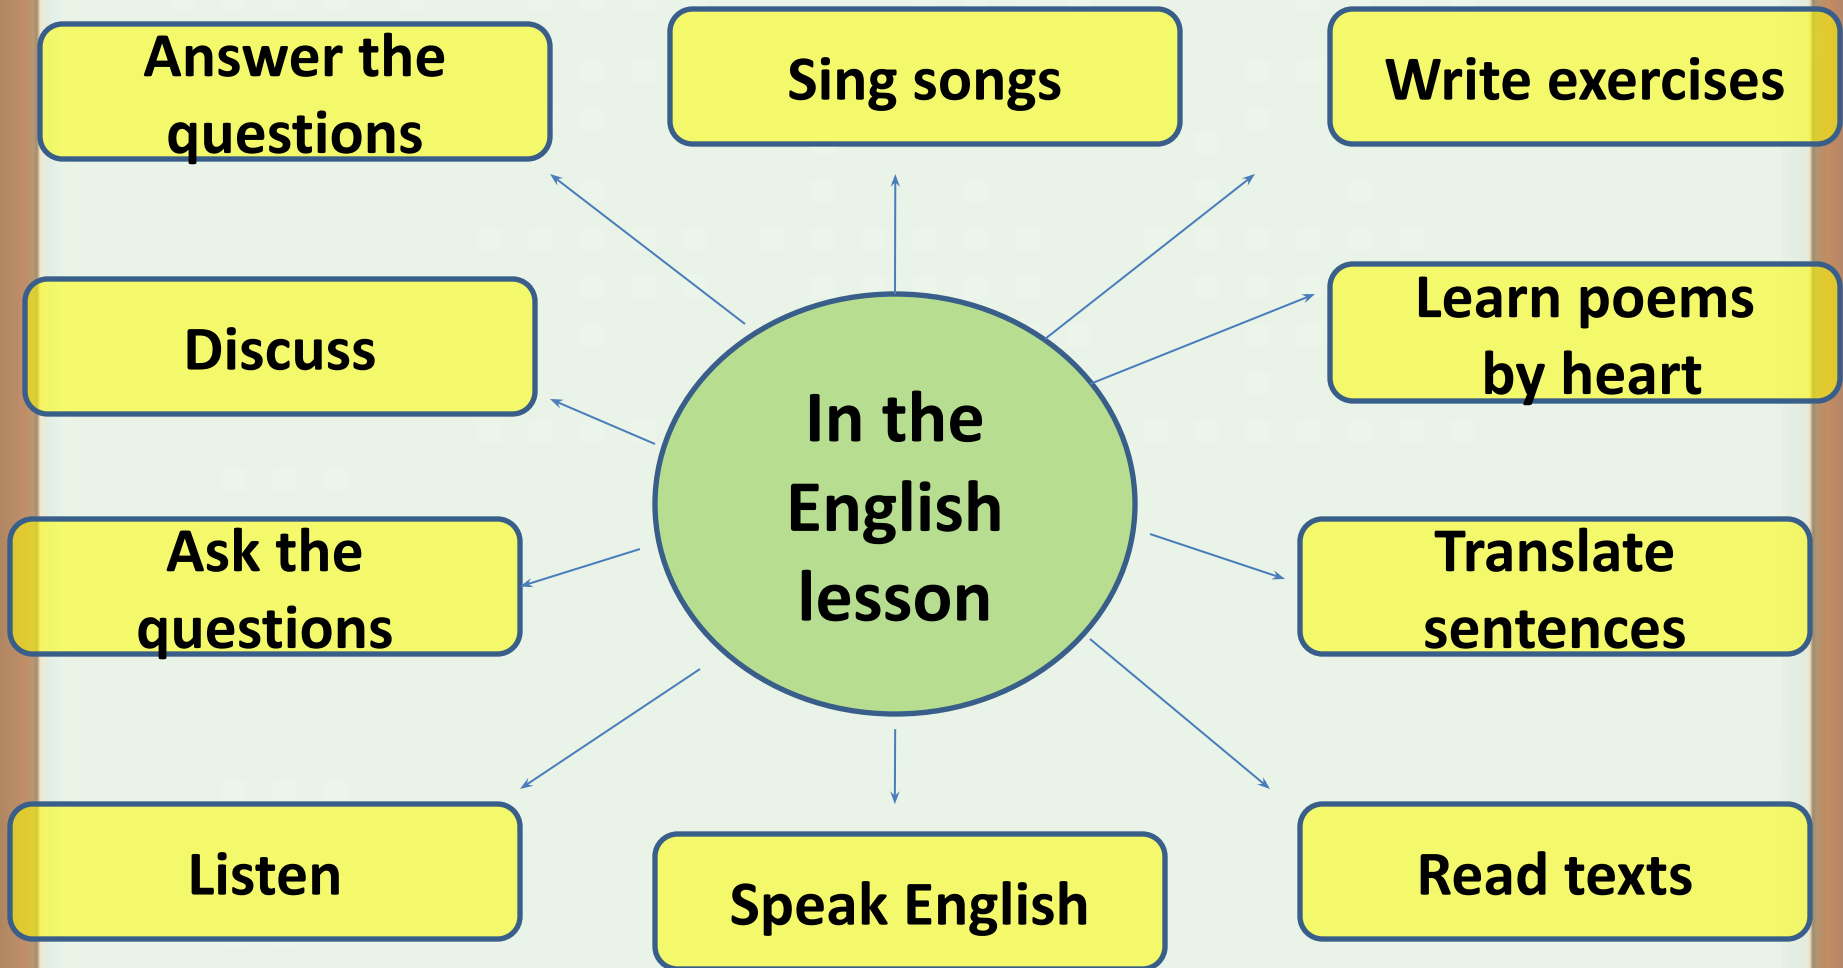 Answer the
questions
Sing songs
Write exercises
Discuss
Learn poems
by heart
In the
English
lesson
Ask the
questions
Translate
sentences
Listen
Speak English
Read texts